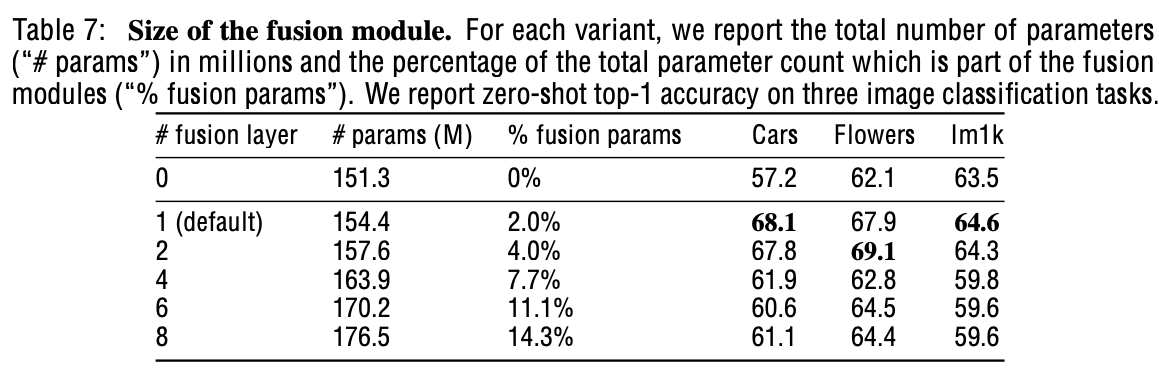 Table 7: Size of the fusion module. For each variant, we report the total number of parameters
(“# params”) in millions and the percentage of the total parameter count which is part of the fusion
modules (“% fusion params”). We report zero-shot top-1 accuracy on three image classification tasks.
# fusion layer # params (M) % fusion params Cars Flowers Im1k
0 151.3 0% 57.2 62.1 63.5
1 (default) 154.4 2.0% 68.1 67.9 64.6
2 157.6 4.0% 67.8 69.1 64.3
4 163.9 7.7% 61.9 62.8 59.8
6 170.2 11.1% 60.6 64.5 59.6
8 176.5 14.3% 61.1 64.4 59.6